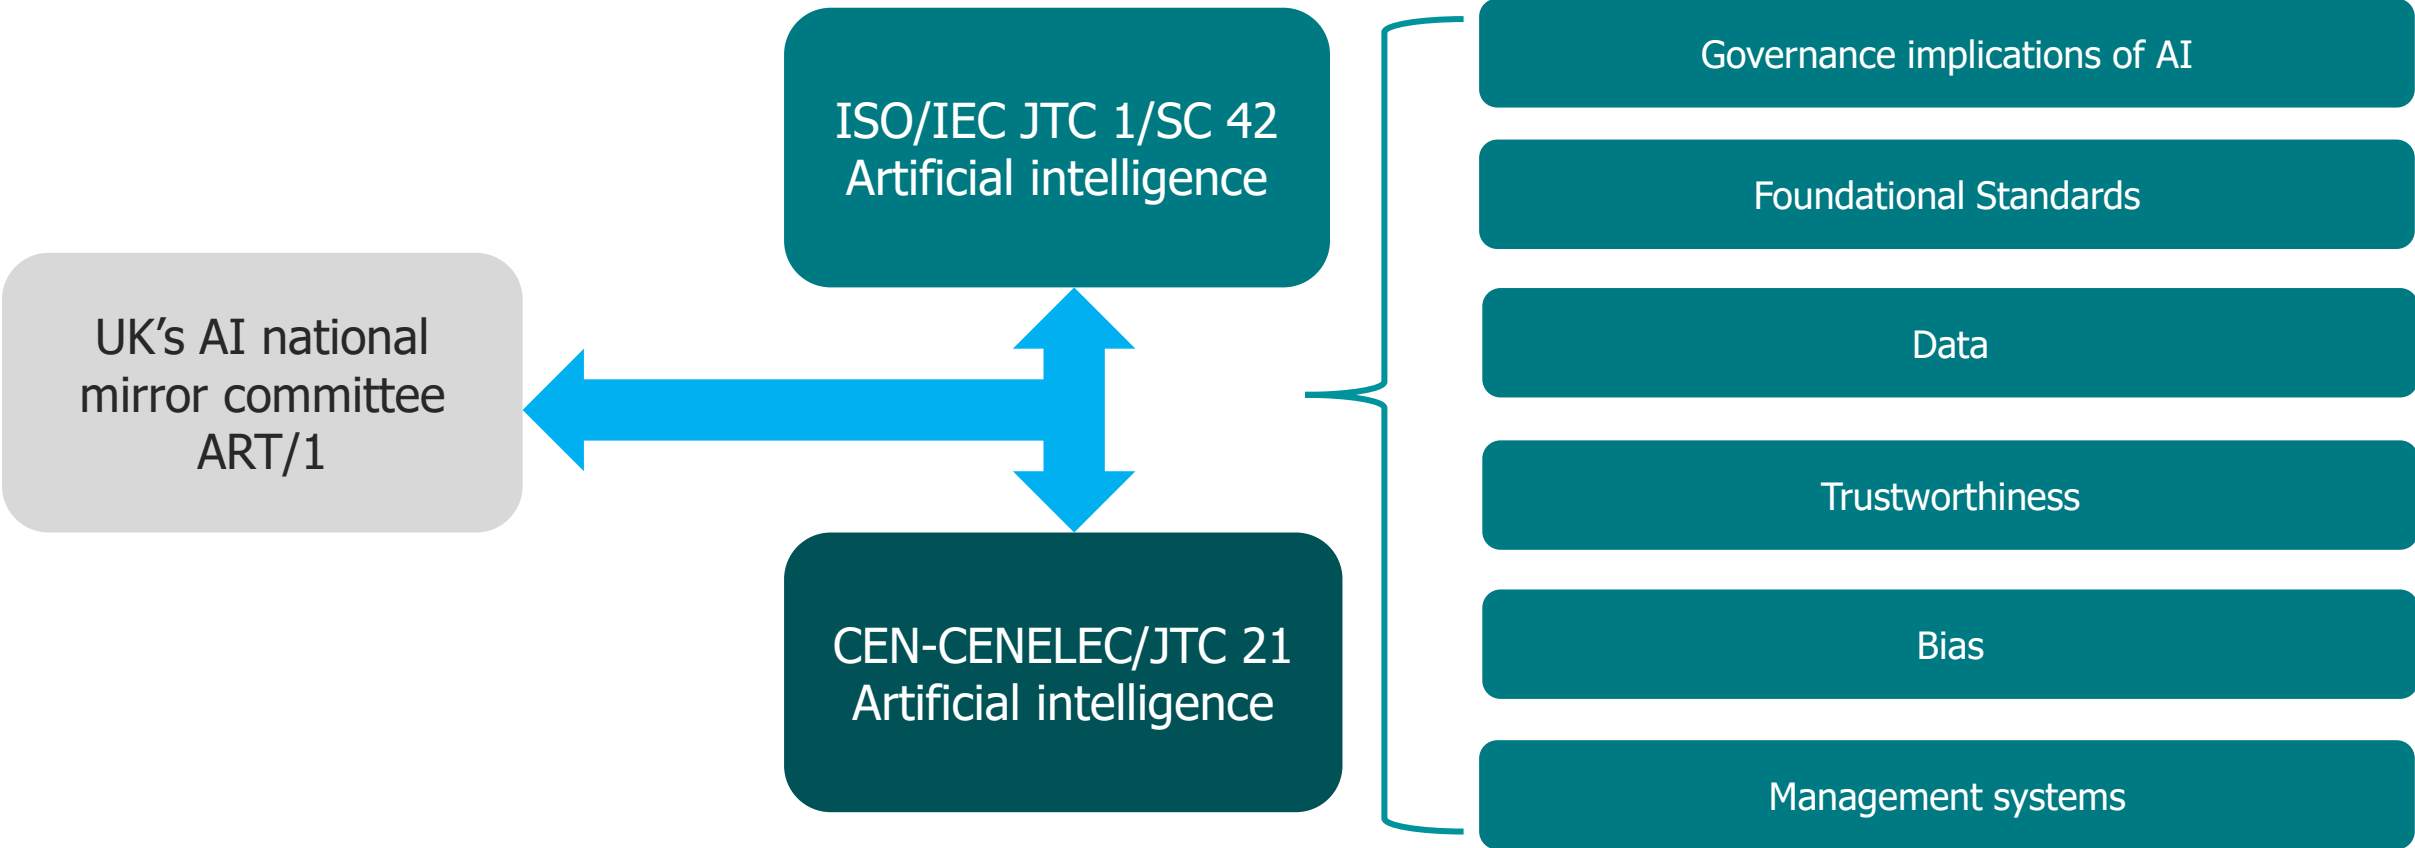 UK’s AI national
mirror committee
ART/1
ISO/IEC JTC 1/SC 42
Artificial intelligence
CEN-CENELEC/JTC 21
Artificial intelligence
Governance implications of AI
Foundational Standards
Data
Trustworthiness
Bias
Management systems